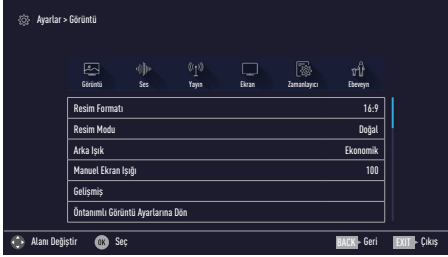 Ayarlar > Görüntü
Görüntü Ses Yayın Ekran Zamanlayıcı Ebeveyn
Resim Formatı 16:9
Resim Modu Doğal
Arka Işık Ekonomik
Manuel Ekran Işığı 100
Gelişmiş
Öntanımlı Görüntü Ayarlarına Dön
Alanı Değiştir OK Seç BACK Geri EXIT Çıkış